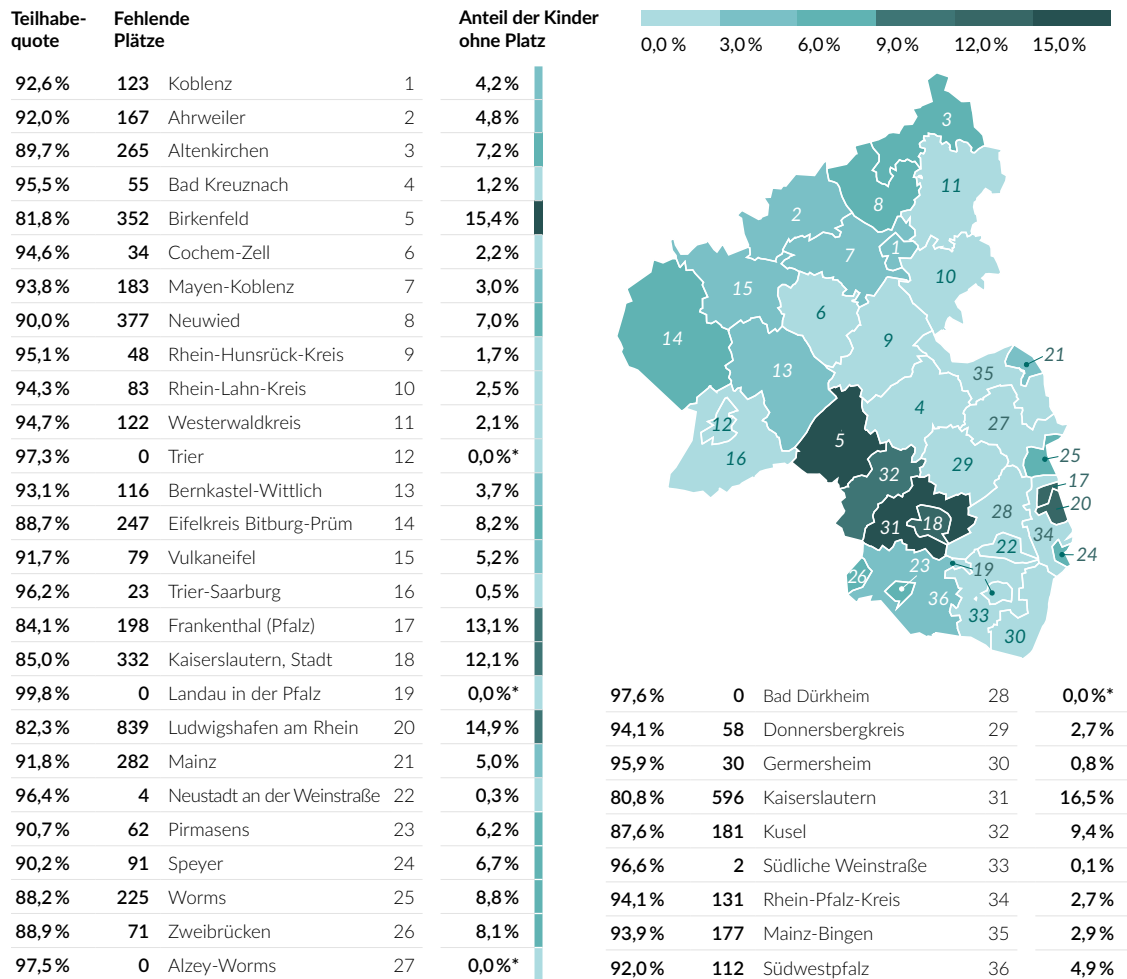 Teilhabe-
quote
Fehlende
Plätze
Anteil der Kinder
ohne Platz
92,6 % 123 Koblenz 1 4,2 %
92,0 % 167 Ahrweiler 2 4,8 %
89,7 % 265 Altenkirchen 3 7,2 %
95,5 % 55 Bad Kreuznach 4 1,2 %
81,8 % 352 Birkenfeld 5 15,4 %
94,6 % 34 Cochem-Zell 6 2,2 %
93,8 % 183 Mayen-Koblenz 7 3,0 %
90,0 % 377 Neuwied 8 7,0 %
95,1 % 48 Rhein-Hunsrück-Kreis 9 1,7 %
94,3 % 83 Rhein-Lahn-Kreis 10 2,5 %
94,7 % 122 Westerwaldkreis 11 2,1 %
97,3 % 0 Trier 12 0,0 %*
93,1 % 116 Bernkastel-Wittlich 13 3,7 %
88,7 % 247 Eifelkreis Bitburg-Prüm 14 8,2 %
91,7 % 79 Vulkaneifel 15 5,2 %
96,2 % 23 Trier-Saarburg 16 0,5 %
84,1 % 198 Frankenthal (Pfalz) 17 13,1 %
85,0 % 332 Kaiserslautern, Stadt 18 12,1 %
99,8 % 0 Landau in der Pfalz 19 0,0 %*
82,3 % 839 Ludwigshafen am Rhein 20 14,9 %
91,8 % 282 Mainz 21 5,0 %
96,4 % 4 Neustadt an der Weinstraße 22 0,3 %
90,7 % 62 Pirmasens 23 6,2 %
90,2 % 91 Speyer 24 6,7 %
88,2 % 225 Worms 25 8,8 %
88,9 % 71 Zweibrücken 26 8,1 %
97,5 % 0 Alzey-Worms 27 0,0 %*
0,0 % 3,0 % 6,0 % 9,0 % 12,0 % 15,0 %
3
11
8
2
1
7
10
15
6
14
9
21
13
35
4
12
27
5
16
25
29
32
17
20
28
31
18
34
22
24
23
19
26
36
33
30
97,6 % 0 Bad Dürkheim 28 0,0 %*
94,1 % 58 Donnersbergkreis 29 2,7 %
95,9 % 30 Germersheim 30 0,8 %
80,8 % 596 Kaiserslautern 31 16,5 %
87,6 % 181 Kusel 32 9,4 %
96,6 % 2 Südliche Weinstraße 33 0,1 %
94,1 % 131 Rhein-Pfalz-Kreis 34 2,7 %
93,9 % 177 Mainz-Bingen 35 2,9 %
92,0 % 112 Südwestpfalz 36 4,9 %